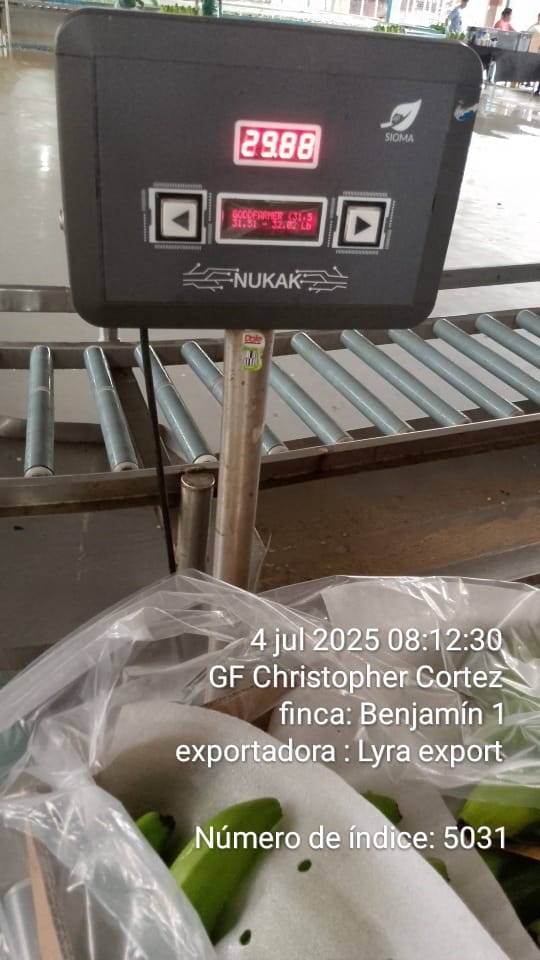 29.88
SIOMA
GOODFARMER (31.5
31.51 - 32.02 Lb
NUKAK
Dole
4 jul 2025 08:12:30
GF Christopher Cortez
finca: Benjamín 1
exportadora : Lyra export
Número de índice: 5031